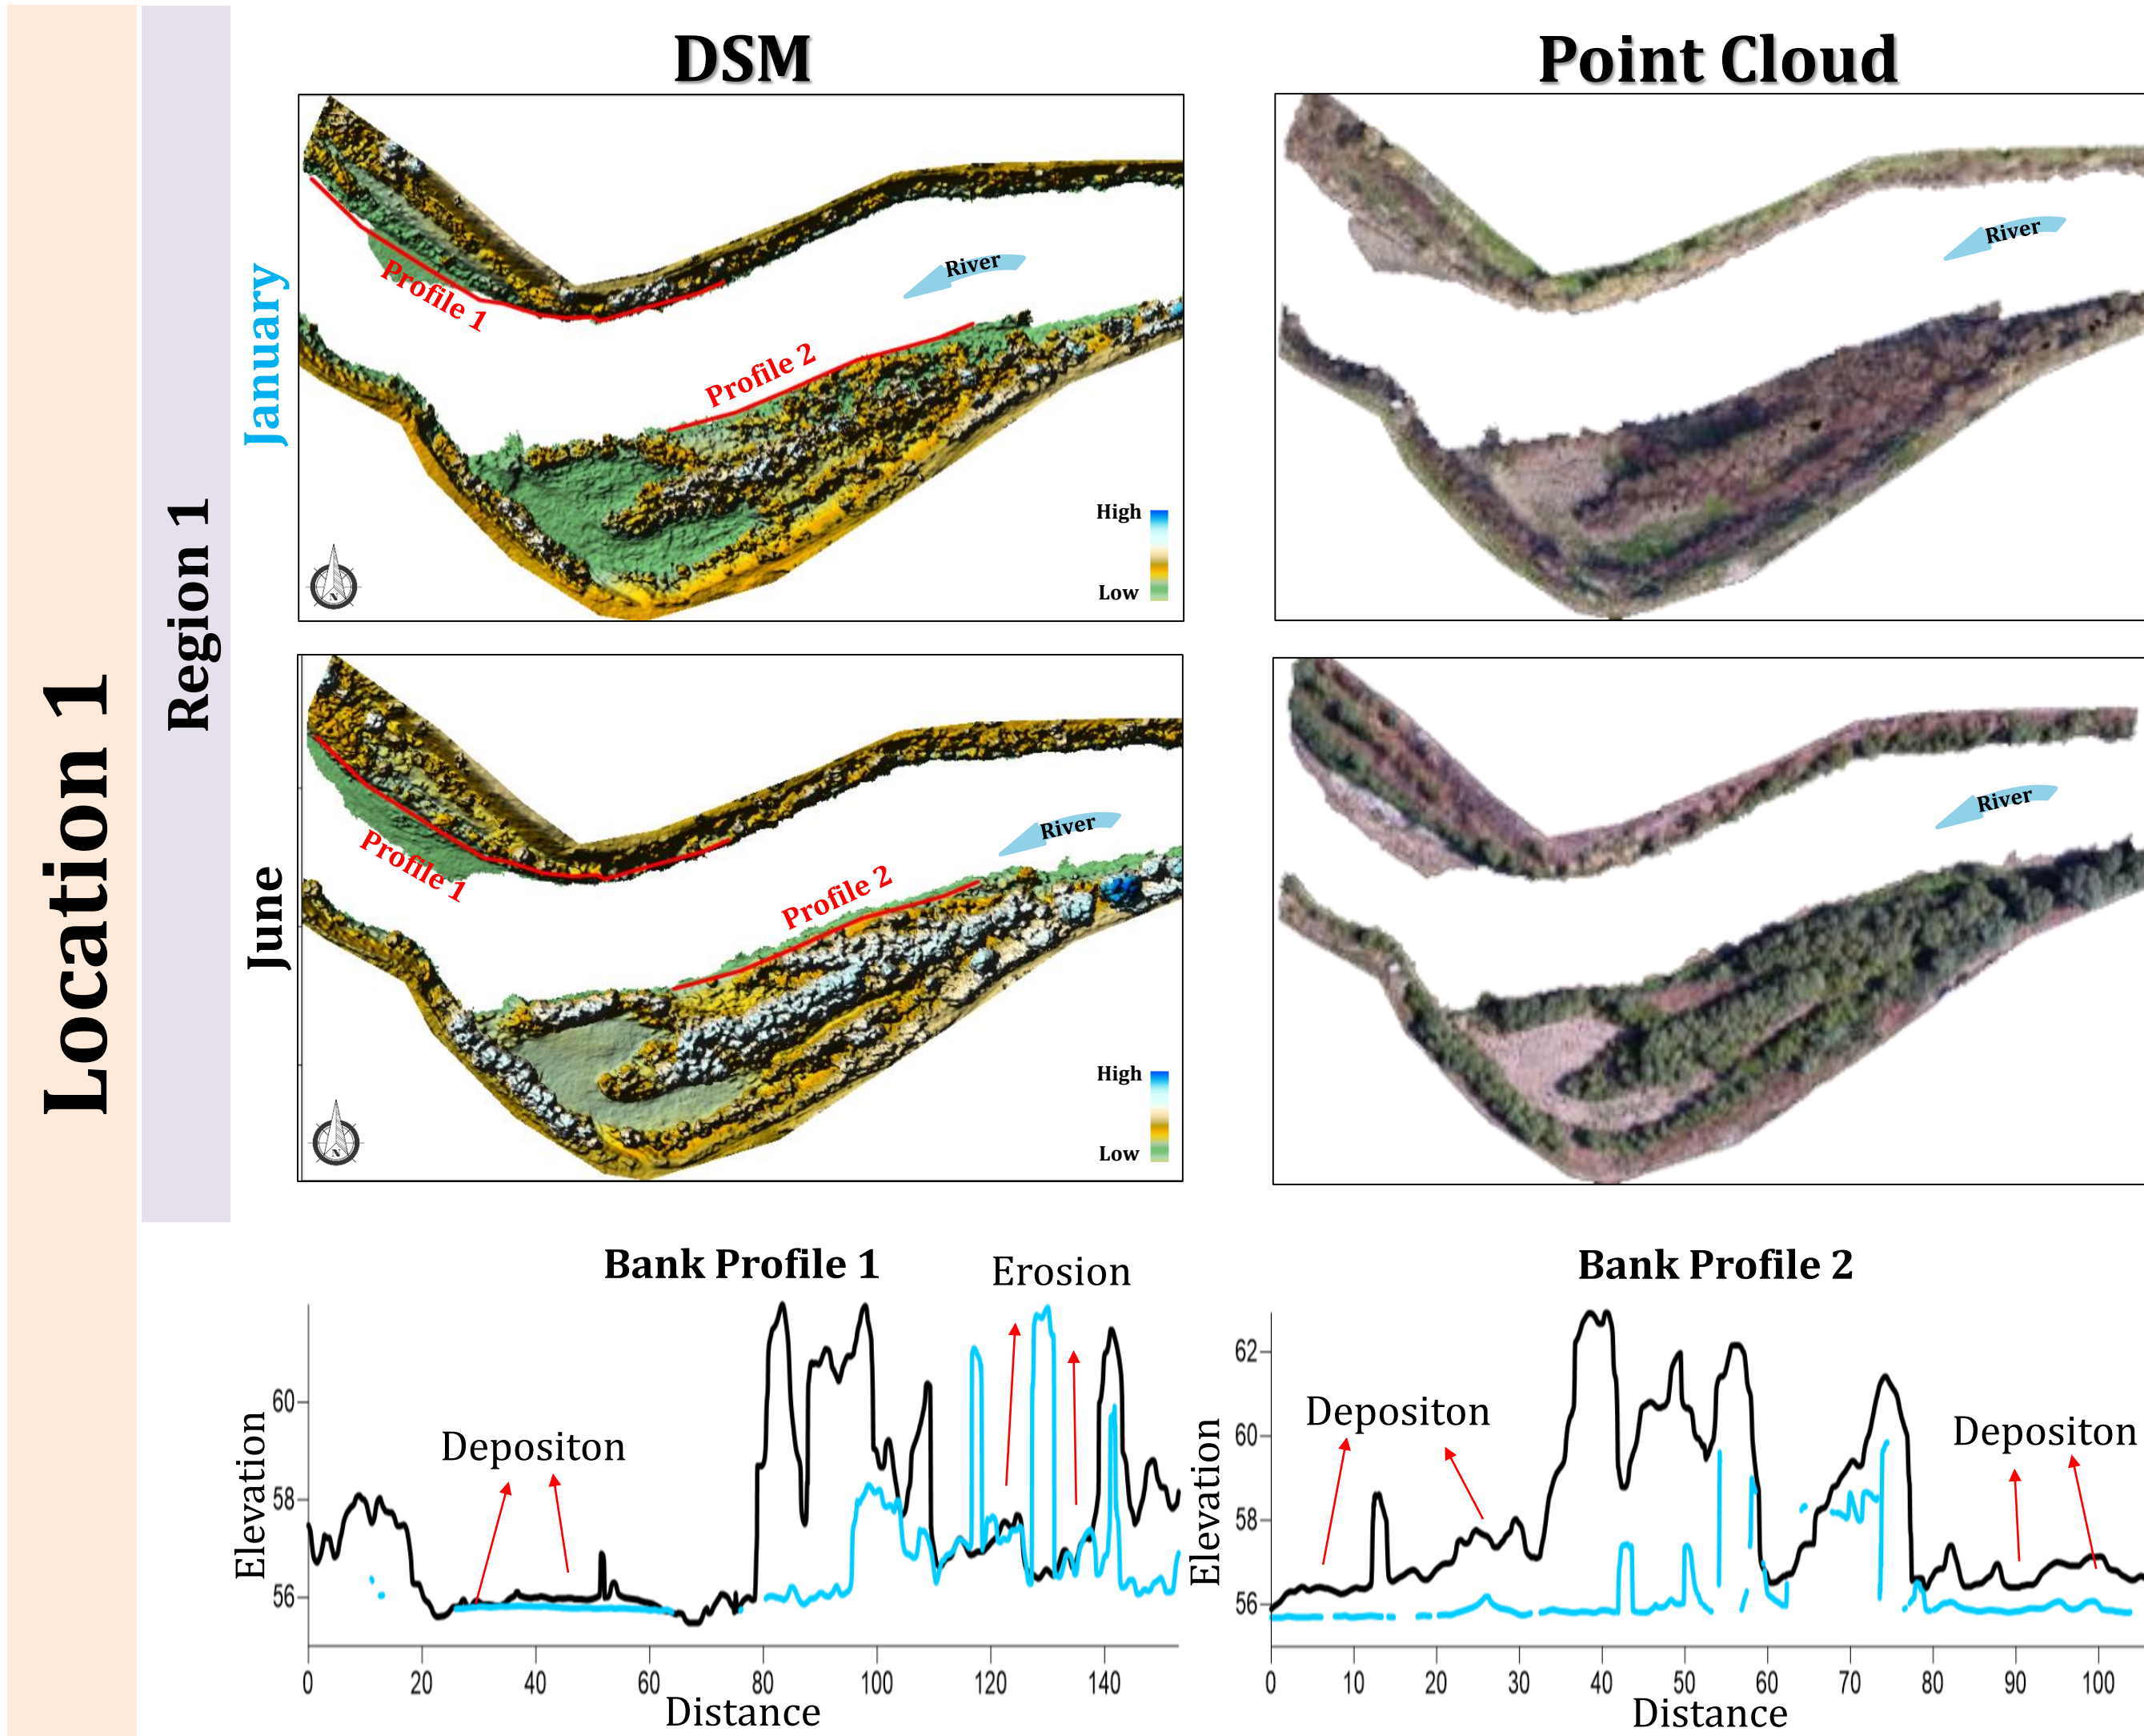 DSM
Point Cloud
Location 1
Region 1
January
Profile 1
River
Profile 2
High
Low
N
River
June
Profile 1
River
Profile 2
High
Low
N
River
Bank Profile 1
Erosion
Depositon
Elevation
60
58
56
0 20 40 60 80 100 120 140
Distance
Bank Profile 2
Depositon
Depositon
Elevation
62
60
58
56
0 10 20 30 40 50 60 70 80 90 100
Distance